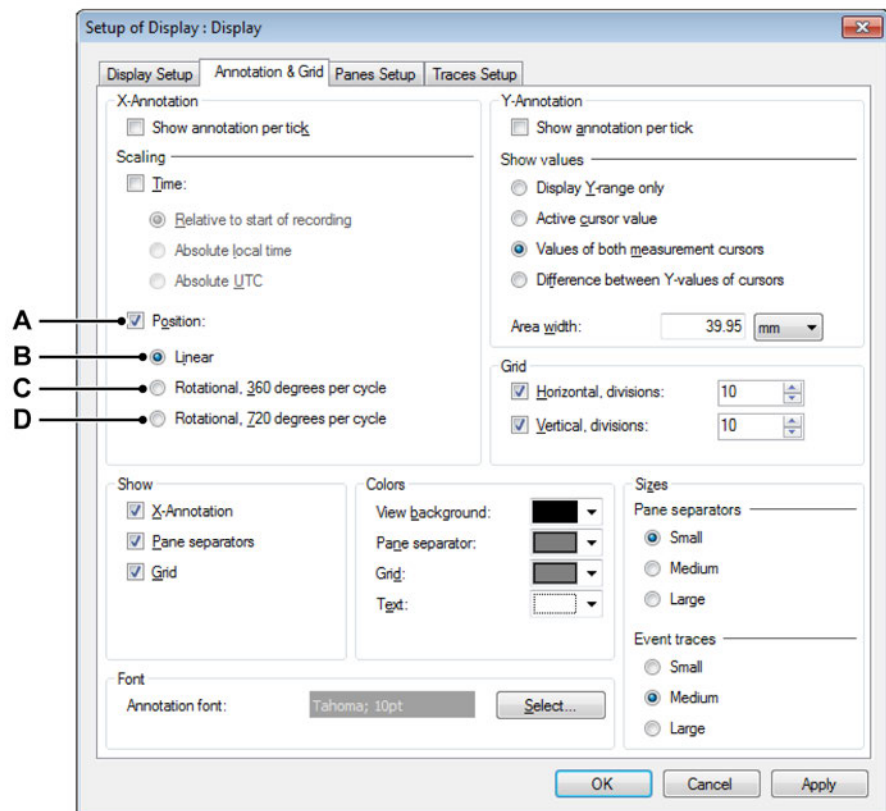 Setup of Display : Display
Display Setup
Annotation & Grid
Panes Setup
Traces Setup
X-Annotation
Show annotation per tick
Scaling
Time:
Relative to start of recording
Absolute local time
Absolute UTC
A
Position:
B
Linear
C
Rotational, 360 degrees per cycle
D
Rotational, 720 degrees per cycle
Y-Annotation
Show annotation per tick
Show values
Display Y-range only
Active cursor value
Values of both measurement cursors
Difference between Y-values of cursors
Area width: 39.95 mm
Grid
Horizontal, divisions: 10
Vertical, divisions: 10
Show
X-Annotation
Pane separators
Grid
Colors
View background:
Pane separator:
Grid:
Text:
Sizes
Pane separators
Small
Medium
Large
Event traces
Small
Medium
Large
Font
Annotation font: Tahoma; 10pt Select...
OK Cancel Apply